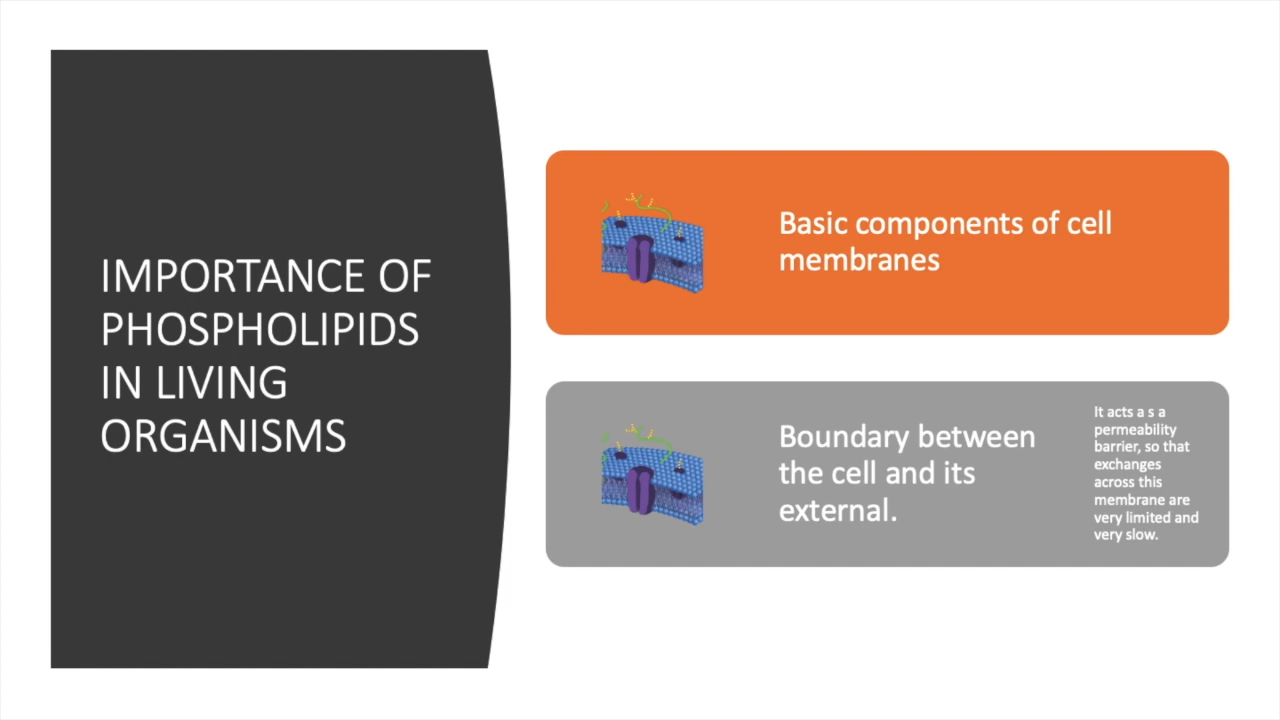 IMPORTANCE OF
PHOSPHOLIPIDS
IN LIVING
ORGANISMS
Basic components of cell
membranes
Boundary between
the cell and its
external.
It acts a s a
permeability
barrier, so that
exchanges
across this
membrane are
very limited and
very slow.